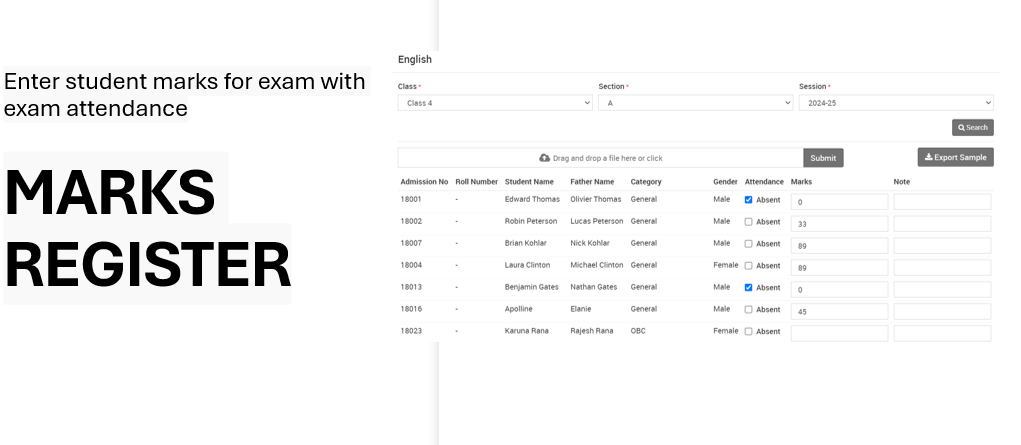 Enter student marks for exam with
exam attendance
MARKS
REGISTER
English
Class * Section * Session *
Class 4 A 2024-25
Search
Drag and drop a file here or click Submit Export Sample
Admission No Roll Number Student Name Father Name Category Gender Attendance Marks Note
18001 - Edward Thomas Olivier Thomas General Male Absent 0
18002 - Robin Peterson Lucas Peterson General Male Absent 33
18007 - Brian Kohlar Nick Kohlar General Male Absent 89
18004 - Laura Clinton Michael Clinton General Female Absent 89
18013 - Benjamin Gates Nathan Gates General Male Absent 0
18016 - Apolline Elanie General Male Absent 45
18023 - Karuna Rana Rajesh Rana OBC Female Absent